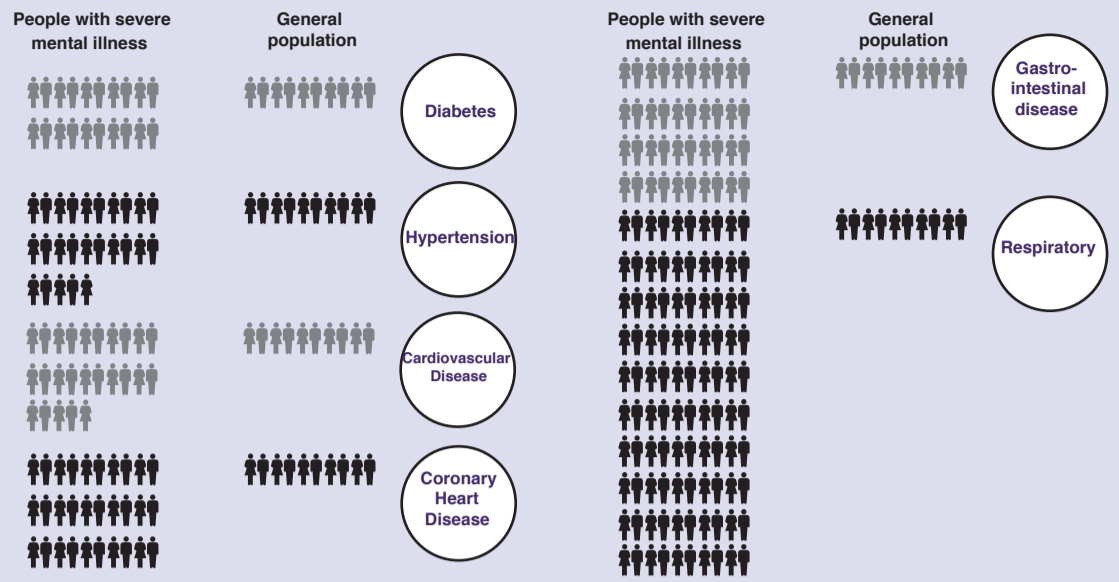 People with severe
mental illness
General
population
Diabetes
Hypertension
Cardiovascular
Disease
Coronary
Heart
Disease
People with severe
mental illness
General
population
Gastro-
intestinal
disease
Respiratory